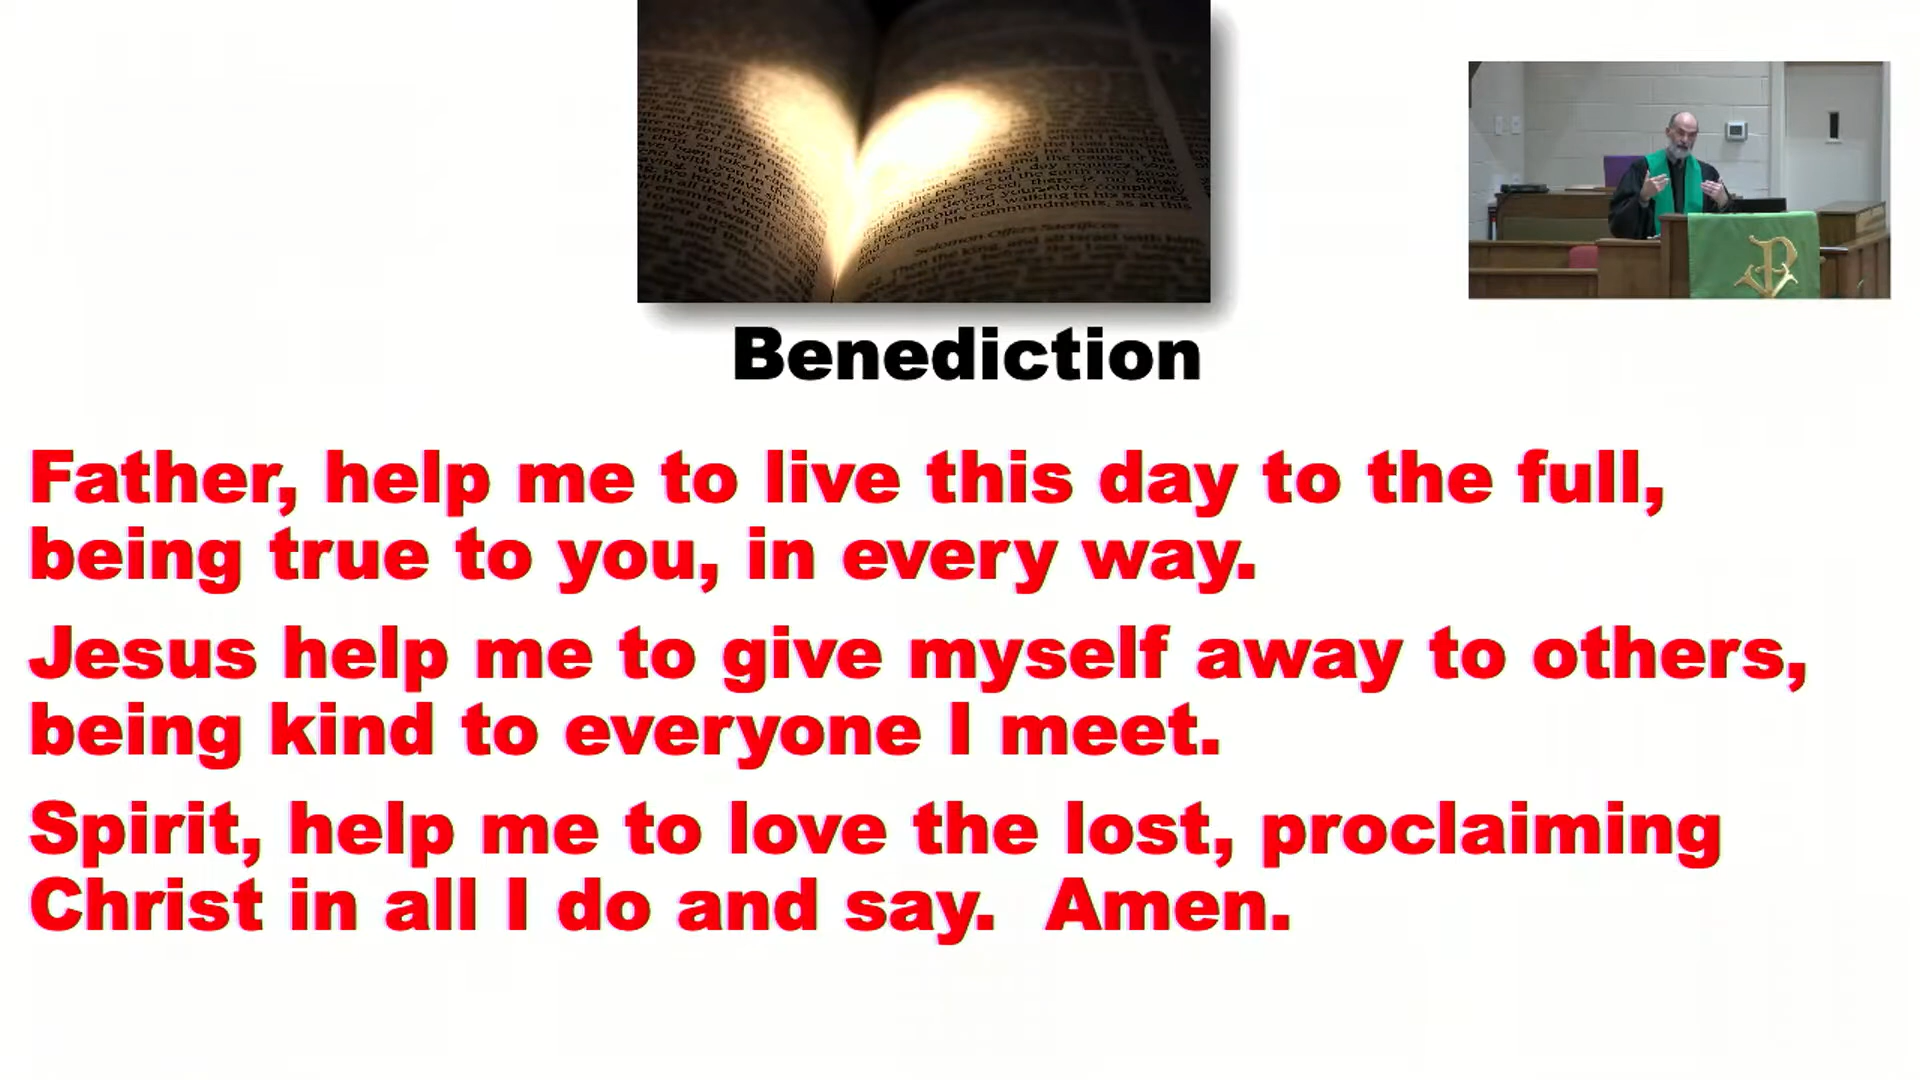 Benediction
Father, help me to live this day to the full,
being true to you, in every way.
Jesus help me to give myself away to others,
being kind to everyone I meet.
Spirit, help me to love the lost, proclaiming
Christ in all I do and say.  Amen.